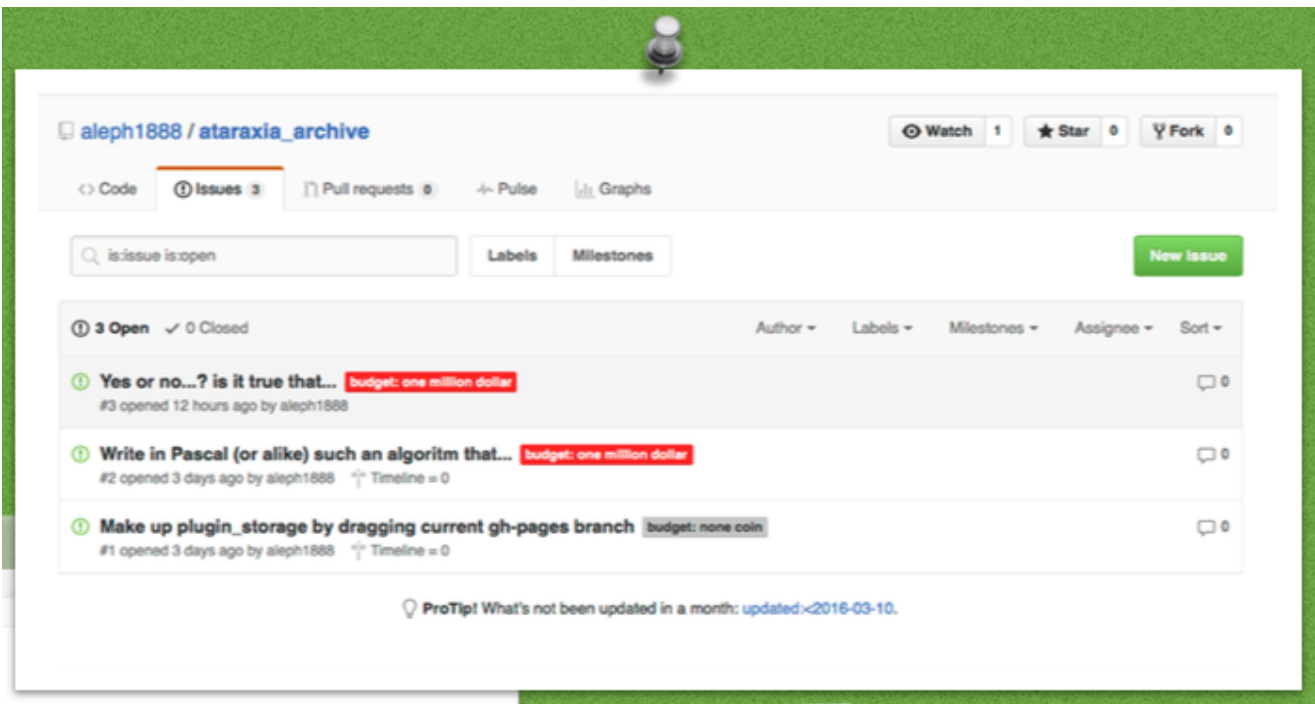 aleph1888 / ataraxia_archive
Watch 1 Star 0 Fork 0
Code Issues 3 Pull requests 0 Pulse Graphs
is:issue is:open Labels Milestones New Issue
3 Open 0 Closed Author Labels Milestones Assignee Sort
Yes or no...? is it true that... budget: one million dollar 0
#3 opened 12 hours ago by aleph1888
Write in Pascal (or alike) such an algoritm that... budget: one million dollar 0
#2 opened 3 days ago by aleph1888 Timeline = 0
Make up plugin_storage by dragging current gh-pages branch budget: none coin 0
#1 opened 3 days ago by aleph1888 Timeline = 0
ProTip! What's not been updated in a month: updated:<2016-03-10.